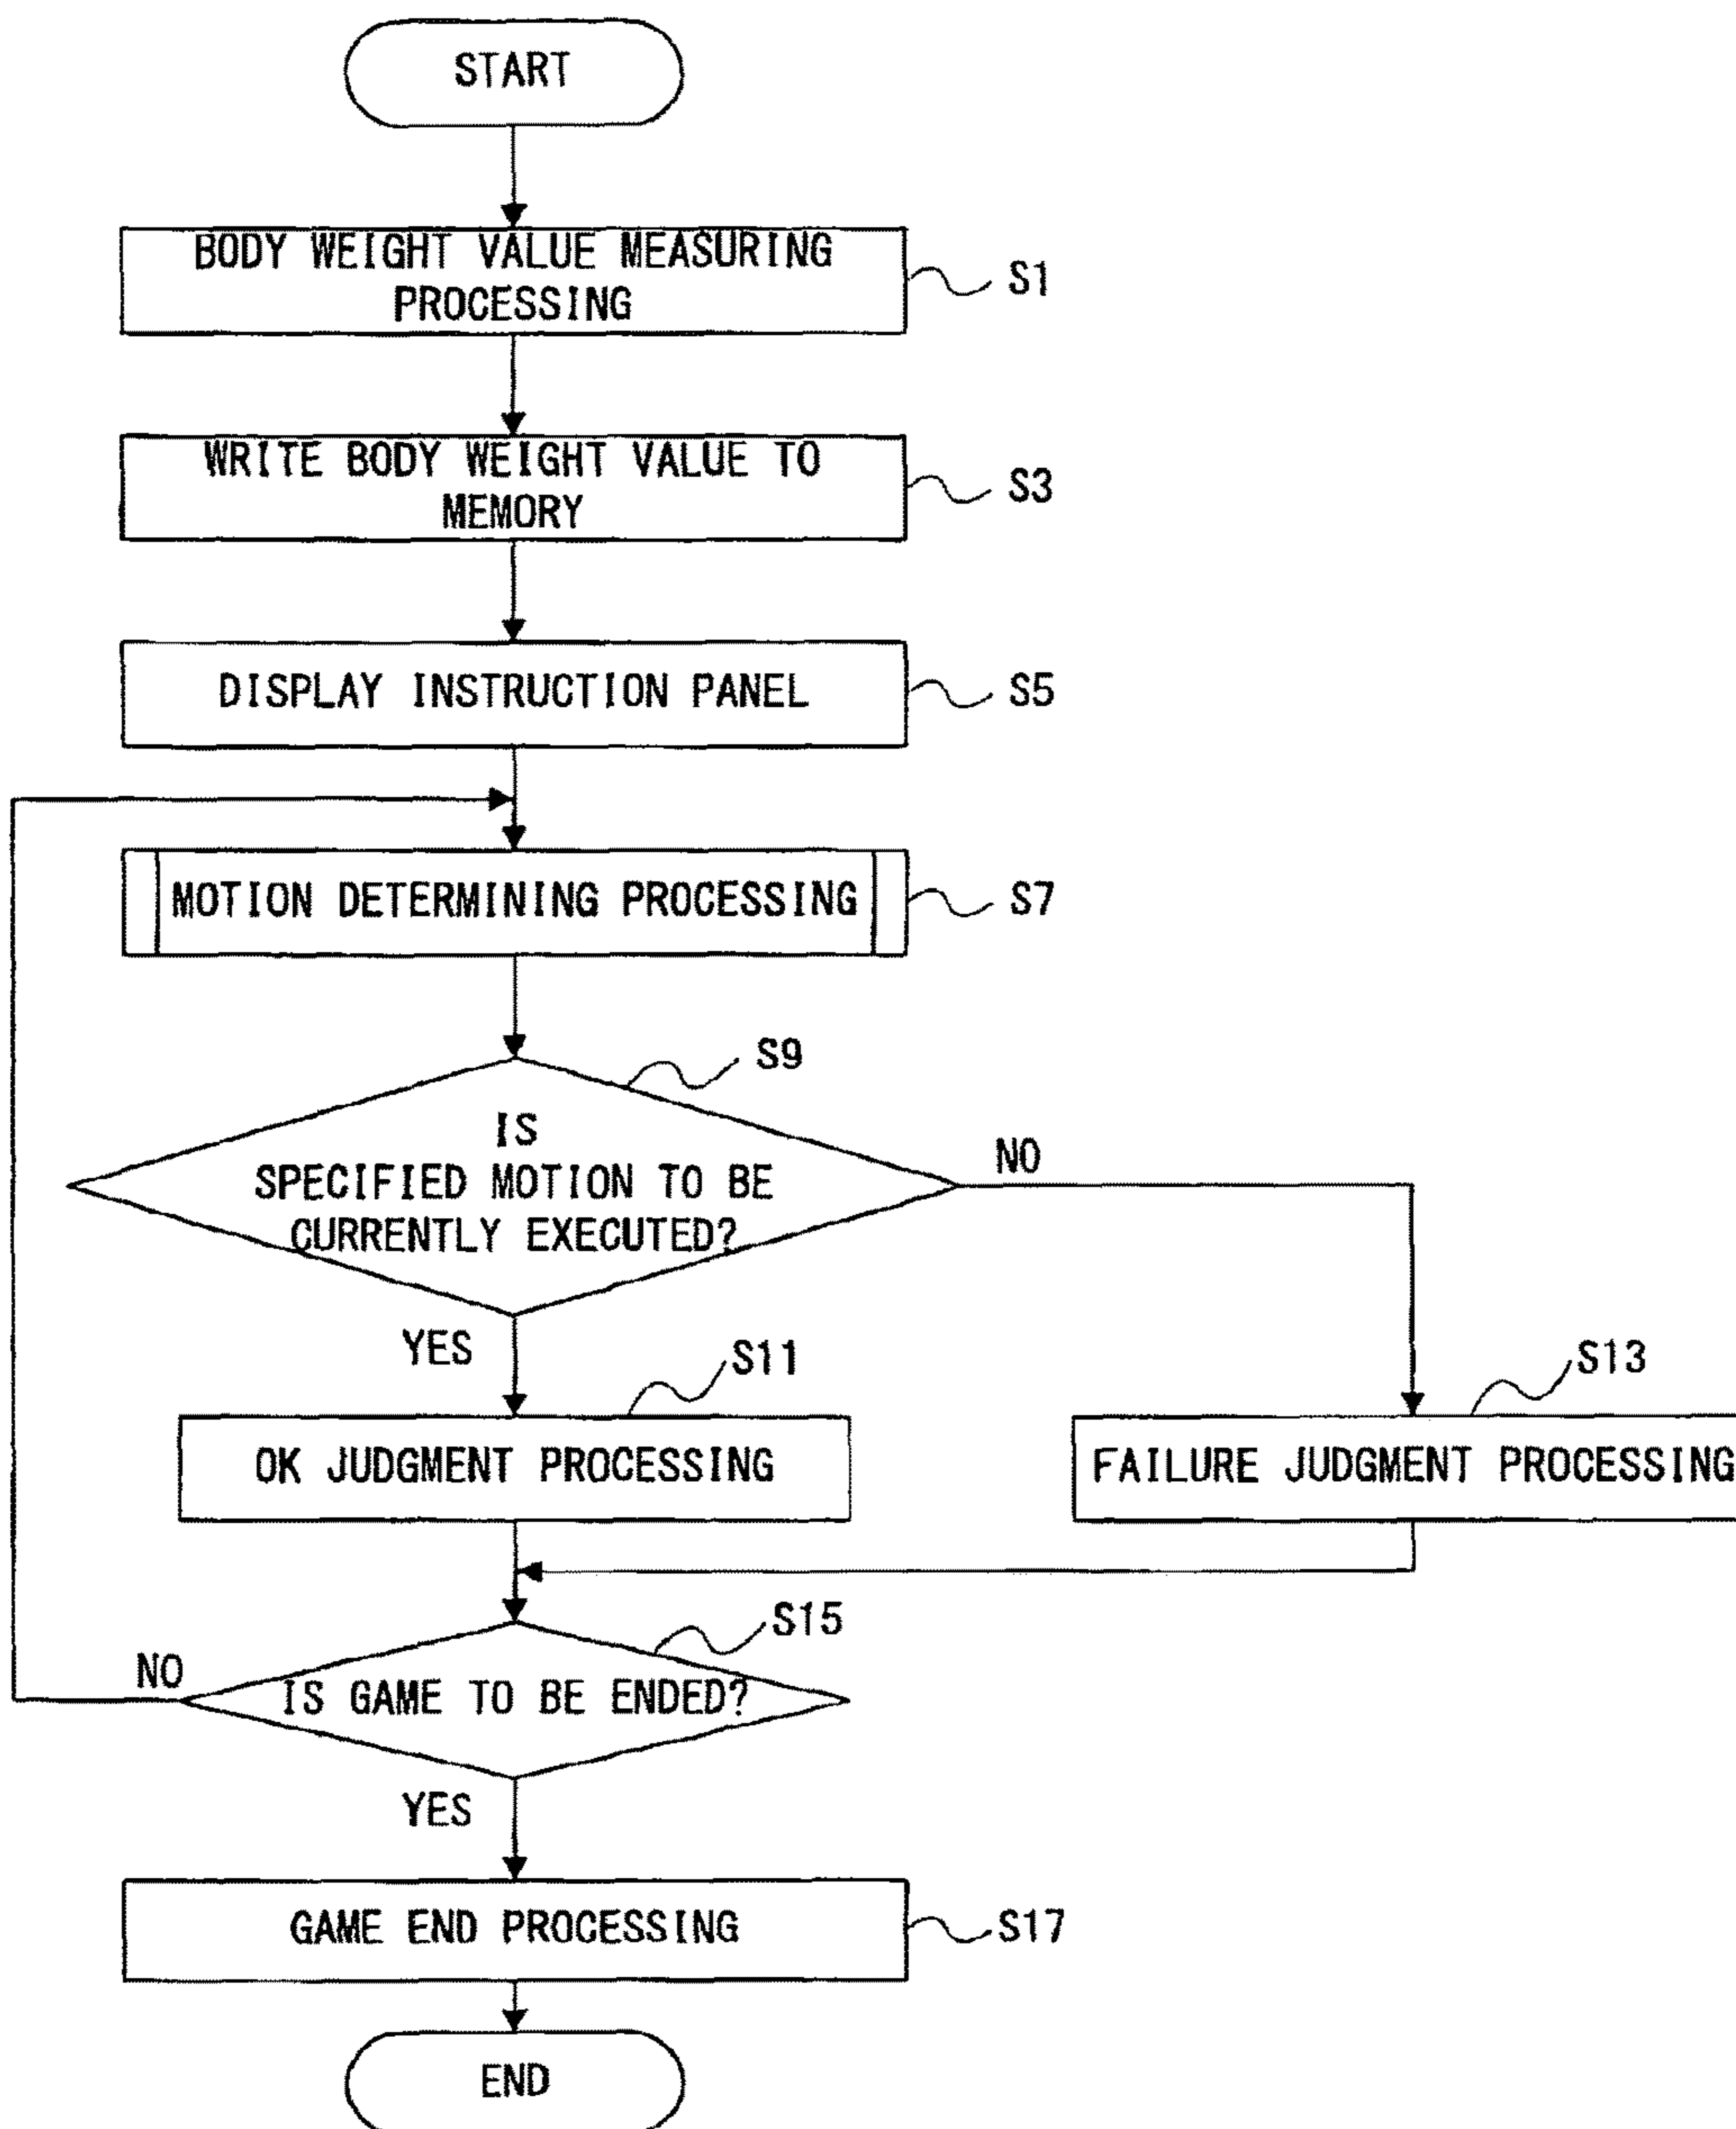 START
BODY WEIGHT VALUE MEASURING
PROCESSING
S1
WRITE BODY WEIGHT VALUE TO
MEMORY
S3
DISPLAY INSTRUCTION PANEL
S5
MOTION DETERMINING PROCESSING
S7
S9
IS
SPECIFIED MOTION TO BE
CURRENTLY EXECUTED?
NO
YES
S11
S13
OK JUDGMENT PROCESSING
FAILURE JUDGMENT PROCESSING
S15
NO
IS GAME TO BE ENDED?
YES
GAME END PROCESSING
S17
END